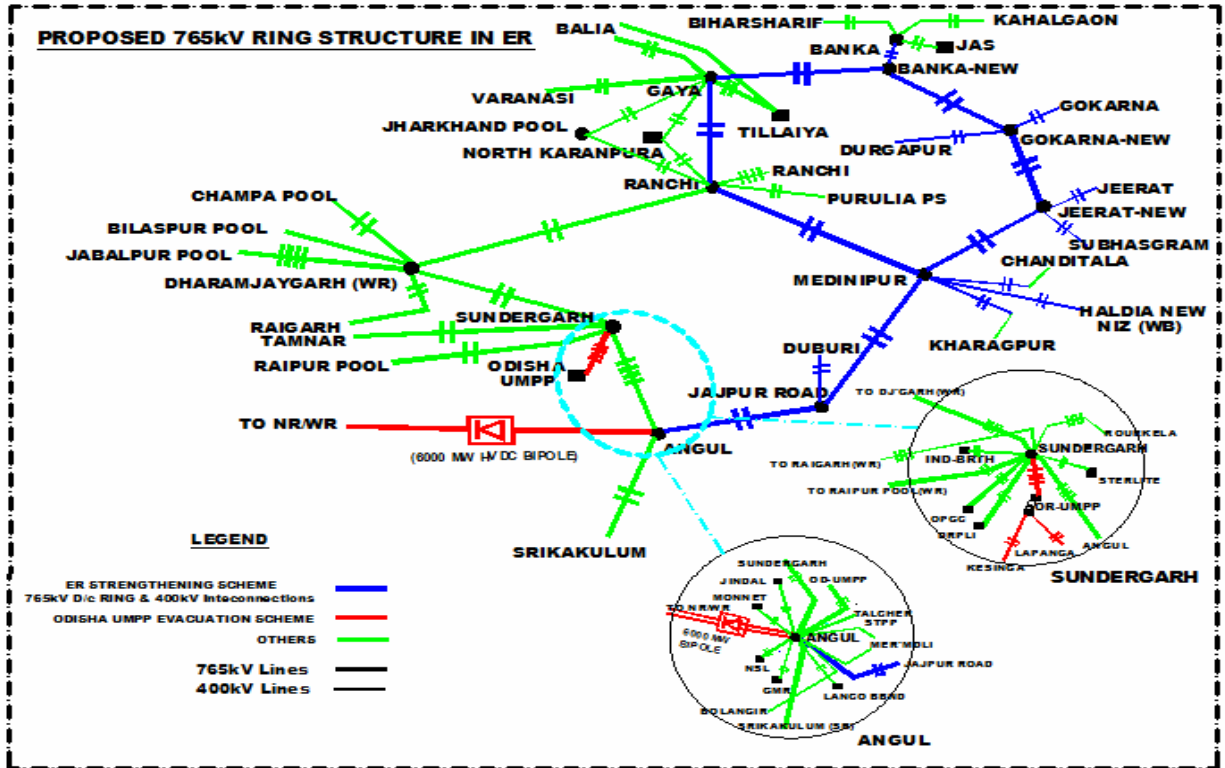 PROPOSED 765kV RING STRUCTURE IN ER
BALIA
BIHARSHARIF
KAHALGAON
BANKA
JAS
BANKA-NEW
VARANASI
GAYA
JHARKHAND POOL
TILLAIYA
GOKARNA
GOKARNA-NEW
DURGAPUR
NORTH KARANPURA
RANCHI
RANCHI
PURULIA PS
JEERAT
JEERAT-NEW
SUBHASGRAM
CHANDITALA
CHAMPA POOL
BILASPUR POOL
JABALPUR POOL
DHARAMJAYGARH (WR)
MEDINIPUR
HALDIA NEW
NIZ (WB)
KHARAGPUR
RAIGARH
TAMNAR
RAIPUR POOL
SUNDERGARH
ODISHA
UMPP
DUBURI
JAJPUR ROAD
TO NR/WR
(6000 MW HVDC BIPOLE)
ANGUL
SRIKAKULUM
TO DJ'GARH(WR)
ROURKELA
SUNDERGARH
IND-BRTH
TO RAIGARH(WR)
STERLITE
TO RAIPUR POOL(WR)
OPGC
OR-UMPP
LAPANGA
ANGUL
KESINGA
SUNDERGARH
LEGEND
ER STRENGTHENING SCHEME
765kV D/c RING & 400kV Inteconnections
ODISHA UMPP EVACUATION SCHEME
OTHERS
765kV Lines
400kV Lines
SUNDERGARH
JINDAL
OD-UMPP
MONNET
TO NR/WR
TALCHER
STPP
6000 MW
BIPOLE
ANGUL
MER'MDLI
JAJPUR ROAD
NSL
GMR
LANCO BBND
BOLANGIR
SRIKAKULUM (SR)
ANGUL